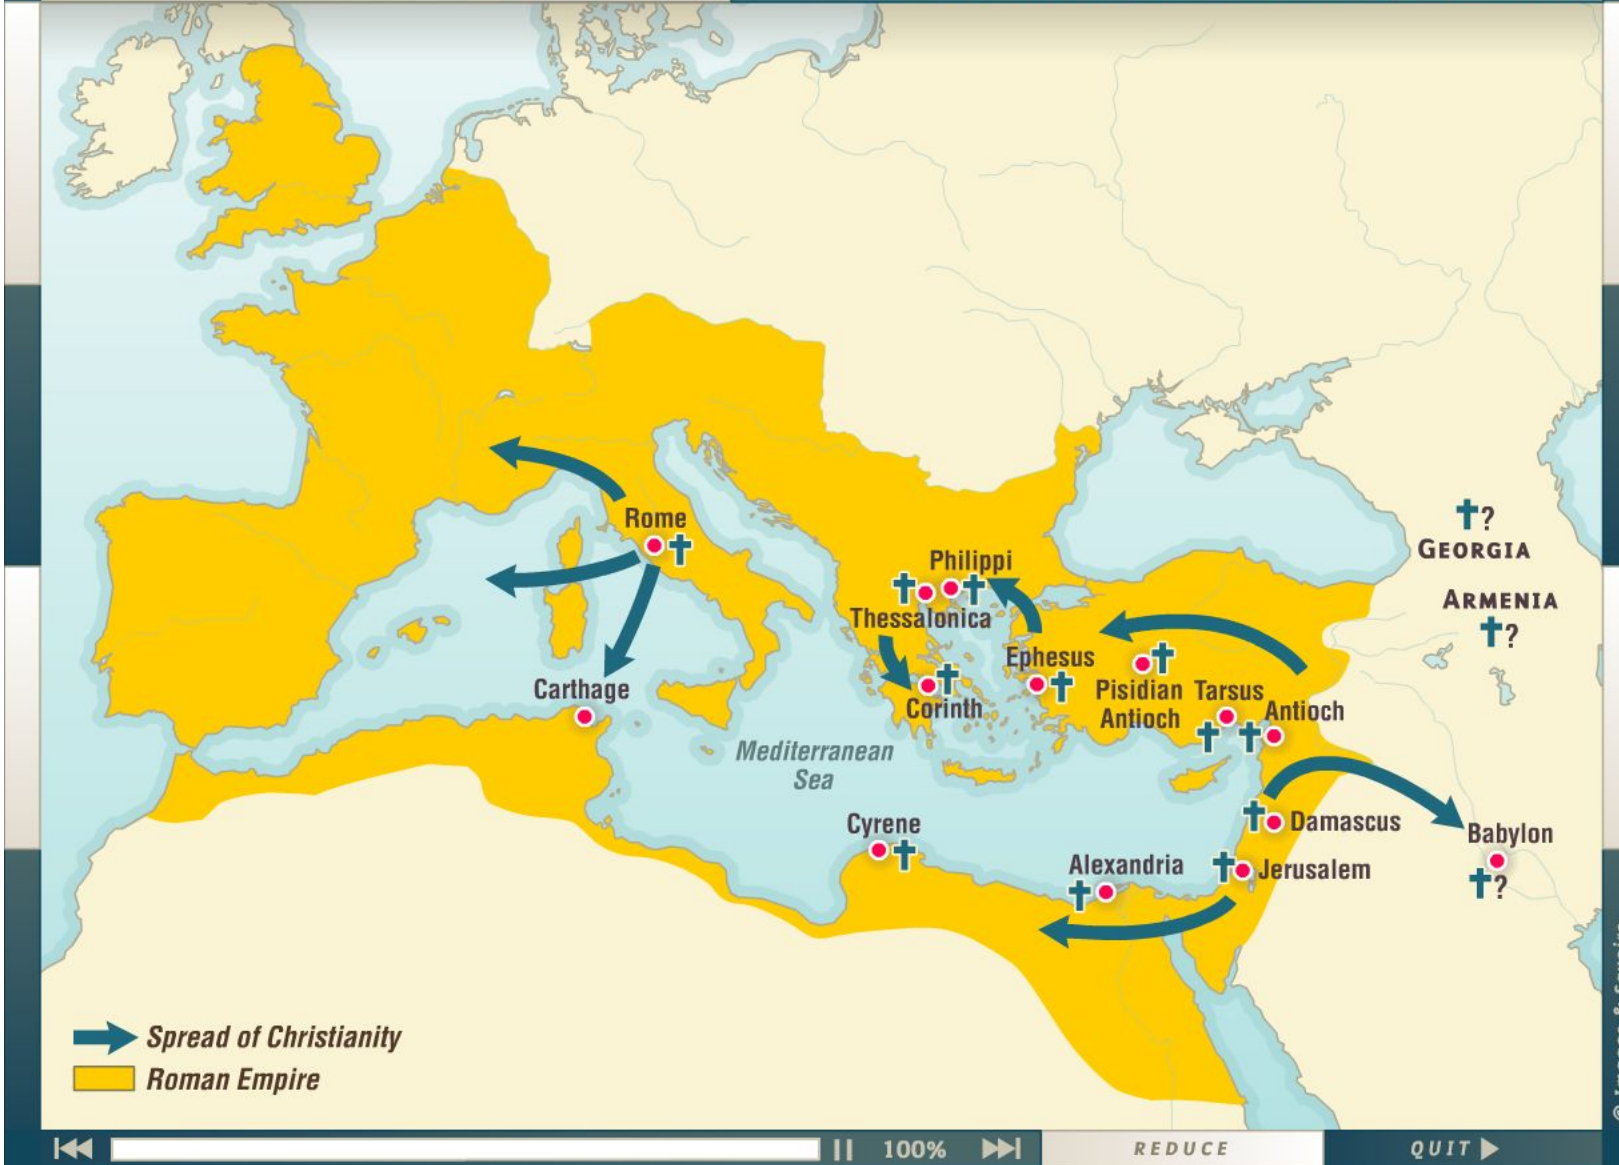 †?
GEORGIA
ARMENIA
†?
Rome
Philippi
Thessalonica
Ephesus
Pisidian
Antioch
Tarsus
Antioch
Carthage
Corinth
Mediterranean
Sea
Cyrene
Damascus
Babylon
†?
Alexandria
Jerusalem
Spread of Christianity
Roman Empire
100%
REDUCE
QUIT